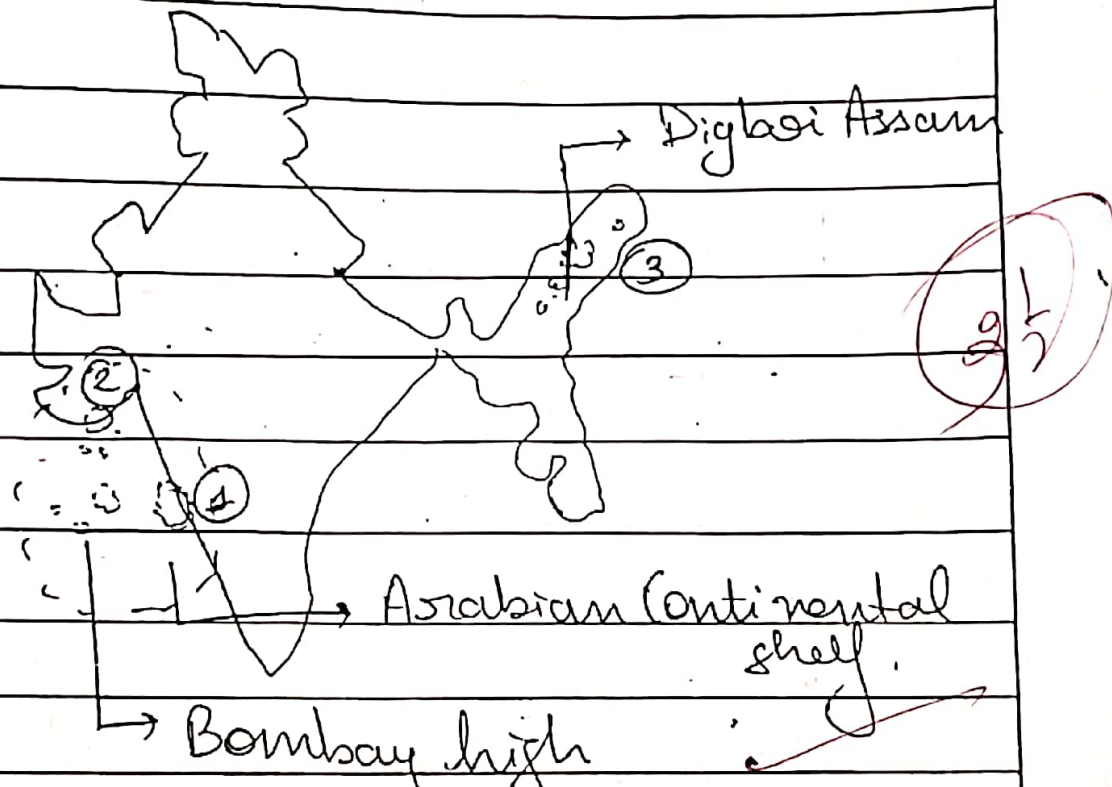 Digboi Assam
3
2
1
Arabian Continental
shelf.
Bombay high